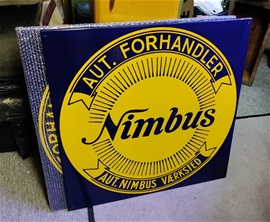 AUT. FORHANDLER
Nimbus
AUT. NIMBUS VÆRKSTED